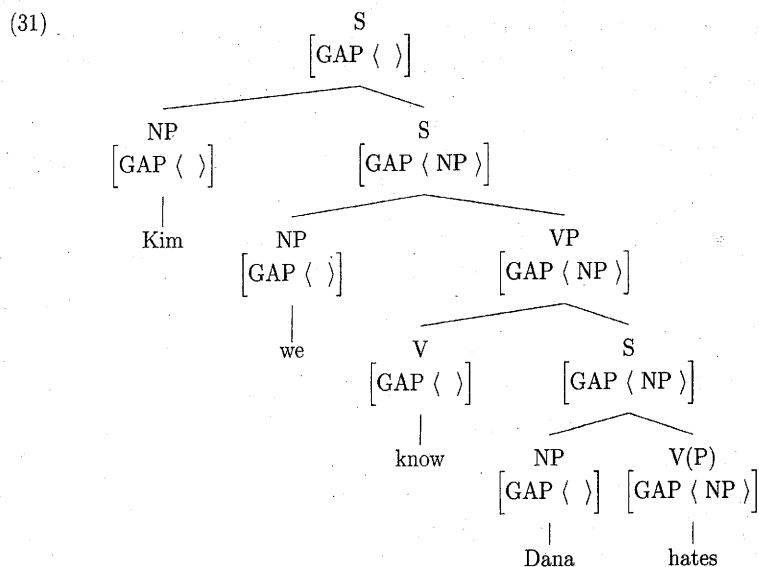 (31)
S
[GAP ⟨ ⟩]
NP S
[GAP ⟨ ⟩] [GAP ⟨ NP ⟩]
Kim NP VP
[GAP ⟨ ⟩] [GAP ⟨ NP ⟩]
we V S
[GAP ⟨ ⟩] [GAP ⟨ NP ⟩]
know NP V(P)
[GAP ⟨ ⟩] [GAP ⟨ NP ⟩]
Dana hates